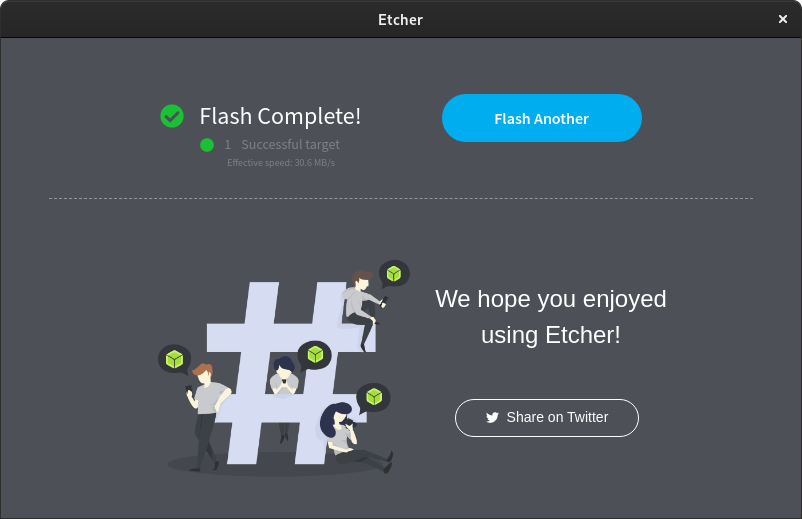 Etcher
Flash Complete!
1 Successful target
Effective speed: 30.6 MB/s
Flash Another
We hope you enjoyed
using Etcher!
Share on Twitter